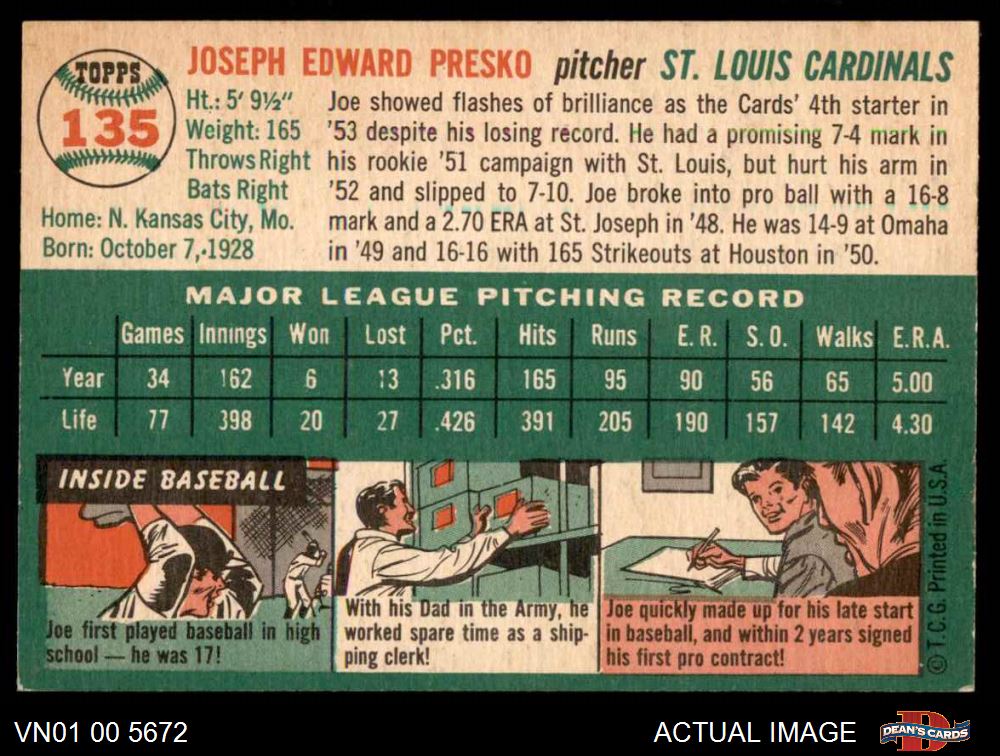 TOPPS
135
JOSEPH EDWARD PRESKO pitcher ST. LOUIS CARDINALS
Ht.: 5' 9½"
Weight: 165
Throws Right
Bats Right
Home: N. Kansas City, Mo.
Born: October 7, 1928
Joe showed flashes of brilliance as the Cards' 4th starter in
'53 despite his losing record. He had a promising 7-4 mark in
his rookie '51 campaign with St. Louis, but hurt his arm in
'52 and slipped to 7-10. Joe broke into pro ball with a 16-8
mark and a 2.70 ERA at St. Joseph in '48. He was 14-9 at Omaha
in '49 and 16-16 with 165 Strikeouts at Houston in '50.
MAJOR LEAGUE PITCHING RECORD
Games Innings Won Lost Pct. Hits Runs E.R. S.O. Walks E.R.A.
Year 34 162 6 13 .316 165 95 90 56 65 5.00
Life 77 398 20 27 .426 391 205 190 157 142 4.30
INSIDE BASEBALL
Joe first played baseball in high
school — he was 17!
With his Dad in the Army, he
worked spare time as a ship-
ping clerk!
Joe quickly made up for his late start
in baseball, and within 2 years signed
his first pro contract!
© T.C.G. Printed in U.S.A.
VN01 00 5672
ACTUAL IMAGE
DEAN'S CARDS